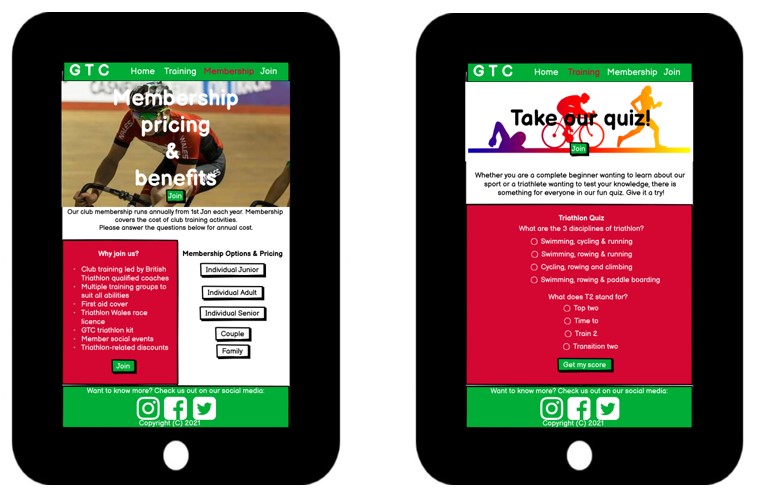 GTC Home Training Membership Join
Membership
pricing
&
benefits
Join
Our club membership runs annually from 1st Jan each year. Membership
covers the cost of club training activities.
Please answer the questions below for annual cost.
Why join us?
· Club training led by British
Triathlon qualified coaches
· Multiple training groups to
suit all abilities
· First aid cover
· Triathlon Wales race
licence
· GTC triathlon kit
· Member social events
· Triathlon-related discounts
Join
Membership Options & Pricing
Individual Junior
Individual Adult
Individual Senior
Couple
Family
Want to know more? Check us out on our social media:
Copyright (C) 2021
GTC Home Training Membership Join
Take our quiz!
Join
Whether you are a complete beginner wanting to learn about our
sport or a triathlete wanting to test your knowledge, there is
something for everyone in our fun quiz. Give it a try!
Triathlon Quiz
What are the 3 disciplines of triathlon?
Swimming, cycling & running
Swimming, rowing & running
Cycling, rowing and climbing
Swimming, rowing & paddle boarding
What does T2 stand for?
Top two
Time to
Train 2
Transition two
Get my score
Want to know more? Check us out on our social media:
Copyright (C) 2021